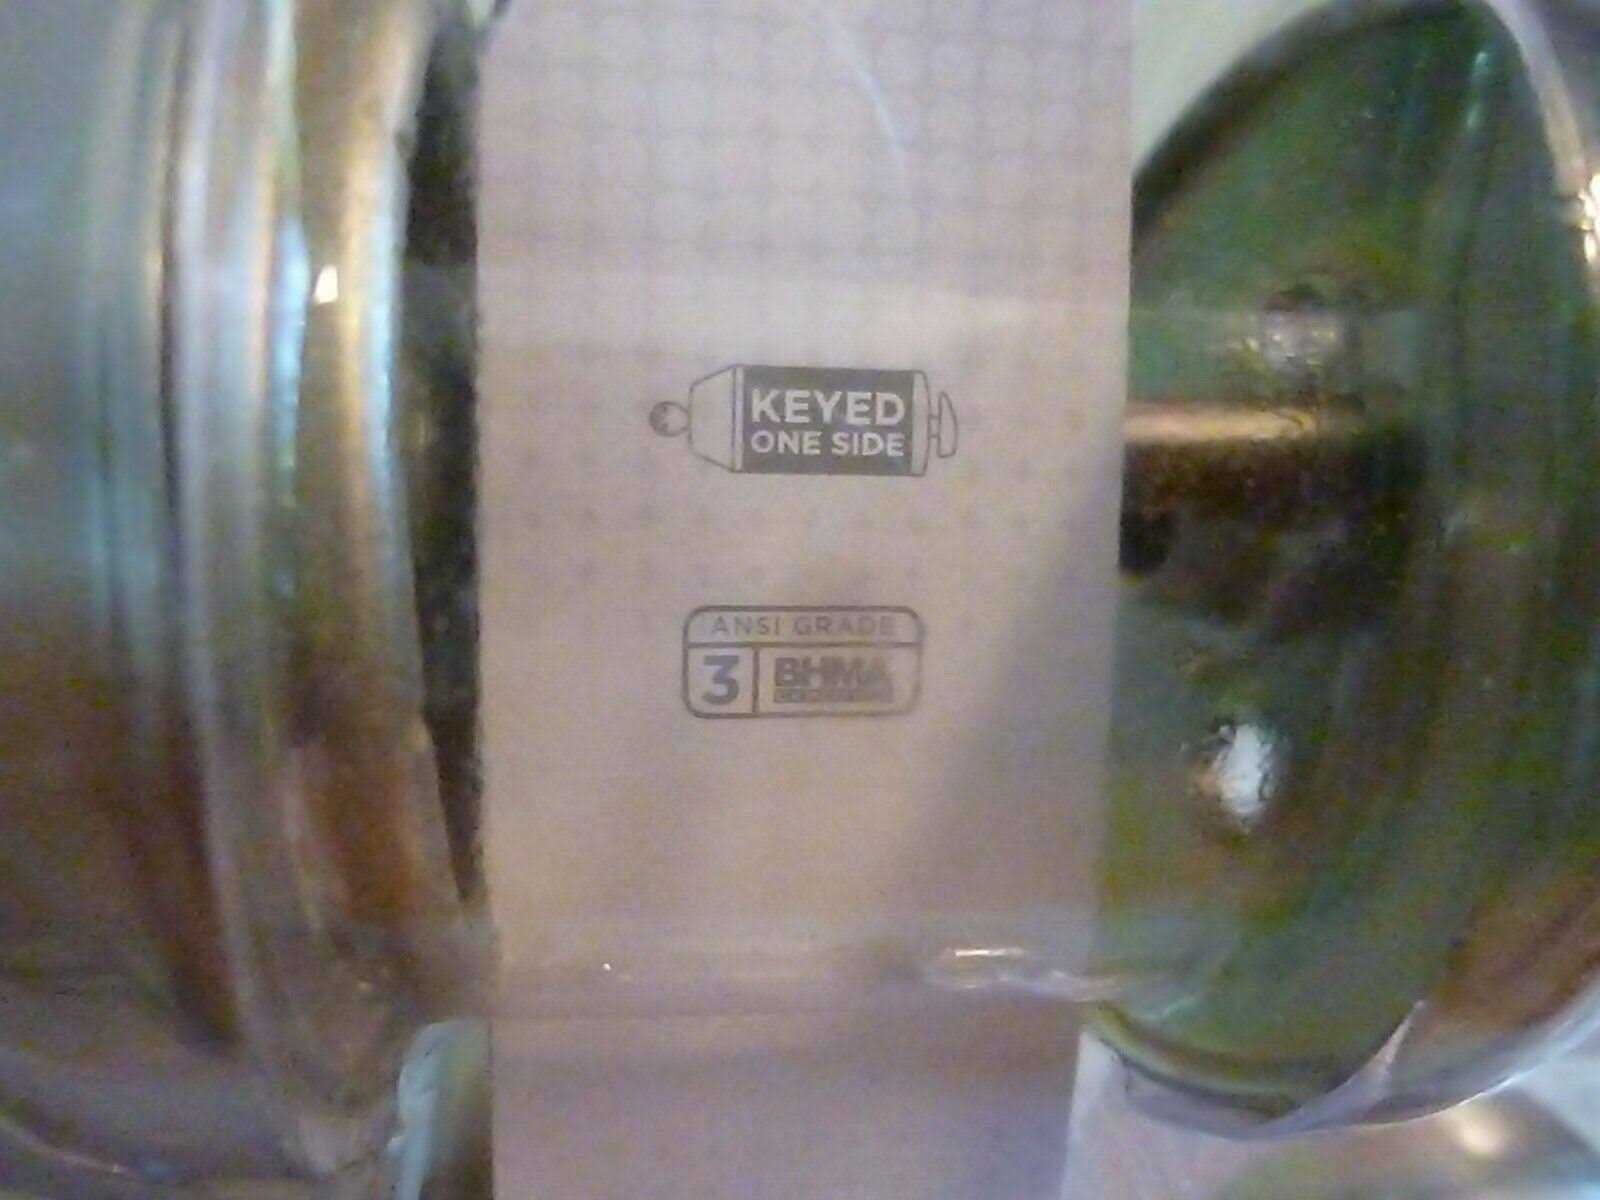 KEYED
ONE SIDE
ANSI GRADE
3 BHMA